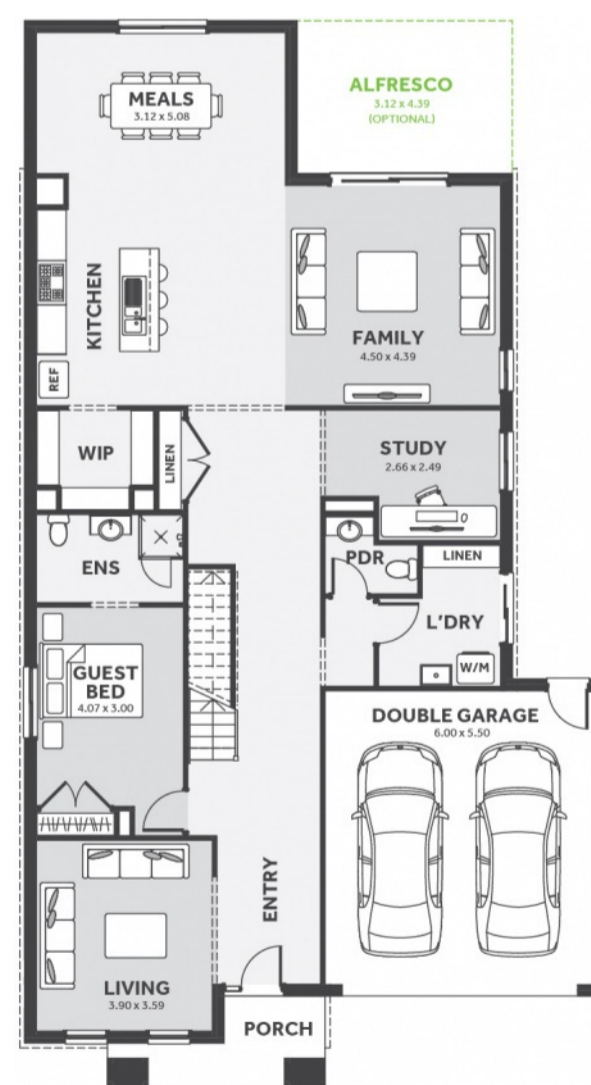 MEALS
3.12 x 5.08
ALFRESCO
3.12 x 4.39
(OPTIONAL)
KITCHEN
FAMILY
4.50 x 4.39
REF
WIP
LINEN
STUDY
2.66 x 2.49
ENS
PDR
LINEN
L'DRY
W/M
GUEST
BED
4.07 x 3.00
DOUBLE GARAGE
6.00 x 5.50
ENTRY
LIVING
3.90 x 3.59
PORCH